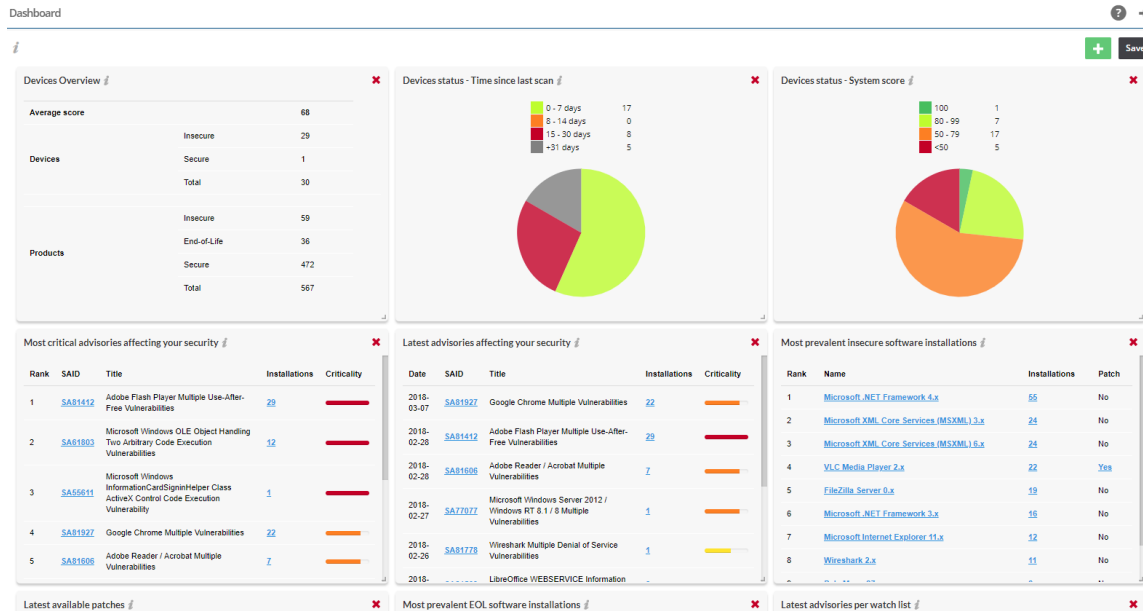 Dashboard
?
i
+ Save
Devices Overview i
Average score 68
Devices
Insecure 29
Secure 1
Total 30
Products
Insecure 59
End-of-Life 36
Secure 472
Total 567
Devices status - Time since last scan i
0 - 7 days 17
8 - 14 days 0
15 - 30 days 8
+31 days 5
Devices status - System score i
100 1
80 - 99 7
50 - 79 17
<50 5
Most critical advisories affecting your security i
Rank SAID Title Installations Criticality
1 SA81412 Adobe Flash Player Multiple Use-After- 29
Free Vulnerabilities
2 SA61803 Microsoft Windows OLE Object Handling 12
Two Arbitrary Code Execution
Vulnerabilities
3 SA55611 Microsoft Windows 1
InformationCardSigninHelper Class
ActiveX Control Code Execution
Vulnerability
4 SA81927 Google Chrome Multiple Vulnerabilities 22
5 SA81606 Adobe Reader / Acrobat Multiple 7
Vulnerabilities
Latest advisories affecting your security i
Date SAID Title Installations Criticality
2018-
03-07 SA81927 Google Chrome Multiple Vulnerabilities 22
2018-
02-28 SA81412 Adobe Flash Player Multiple Use-After- 29
Free Vulnerabilities
2018-
02-28 SA81606 Adobe Reader / Acrobat Multiple 7
Vulnerabilities
2018-
02-27 SA77077 Microsoft Windows Server 2012 / 1
Windows RT 8.1 / 8 Multiple
Vulnerabilities
2018-
02-26 SA81778 Wireshark Multiple Denial of Service 1
Vulnerabilities
2018- LibreOffice WEBSERVICE Information
Most prevalent insecure software installations i
Rank Name Installations Patch
1 Microsoft .NET Framework 4.x 55 No
2 Microsoft XML Core Services (MSXML) 3.x 24 No
3 Microsoft XML Core Services (MSXML) 6.x 24 No
4 VLC Media Player 2.x 22 Yes
5 FileZilla Server 0.x 19 No
6 Microsoft .NET Framework 3.x 16 No
7 Microsoft Internet Explorer 11.x 12 No
8 Wireshark 2.x 11 No
Latest available patches i
Most prevalent EOL software installations i
Latest advisories per watch list i